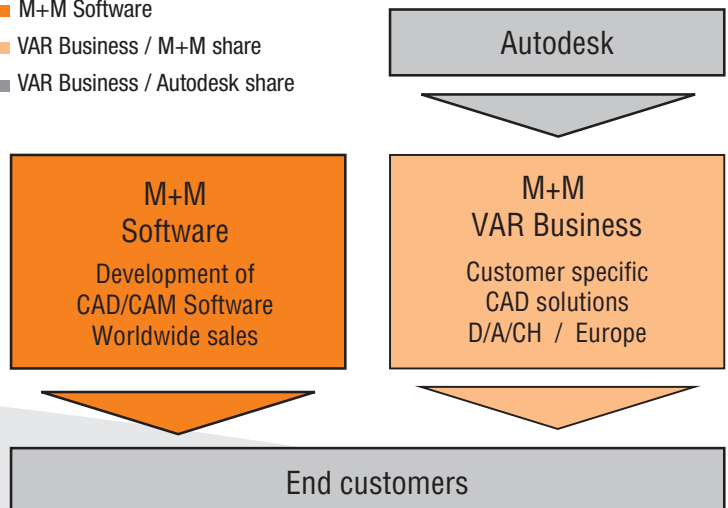 M+M Software
VAR Business / M+M share
VAR Business / Autodesk share
Autodesk
M+M
Software
Development of
CAD/CAM Software
Worldwide sales
M+M
VAR Business
Customer specific
CAD solutions
D/A/CH / Europe
End customers